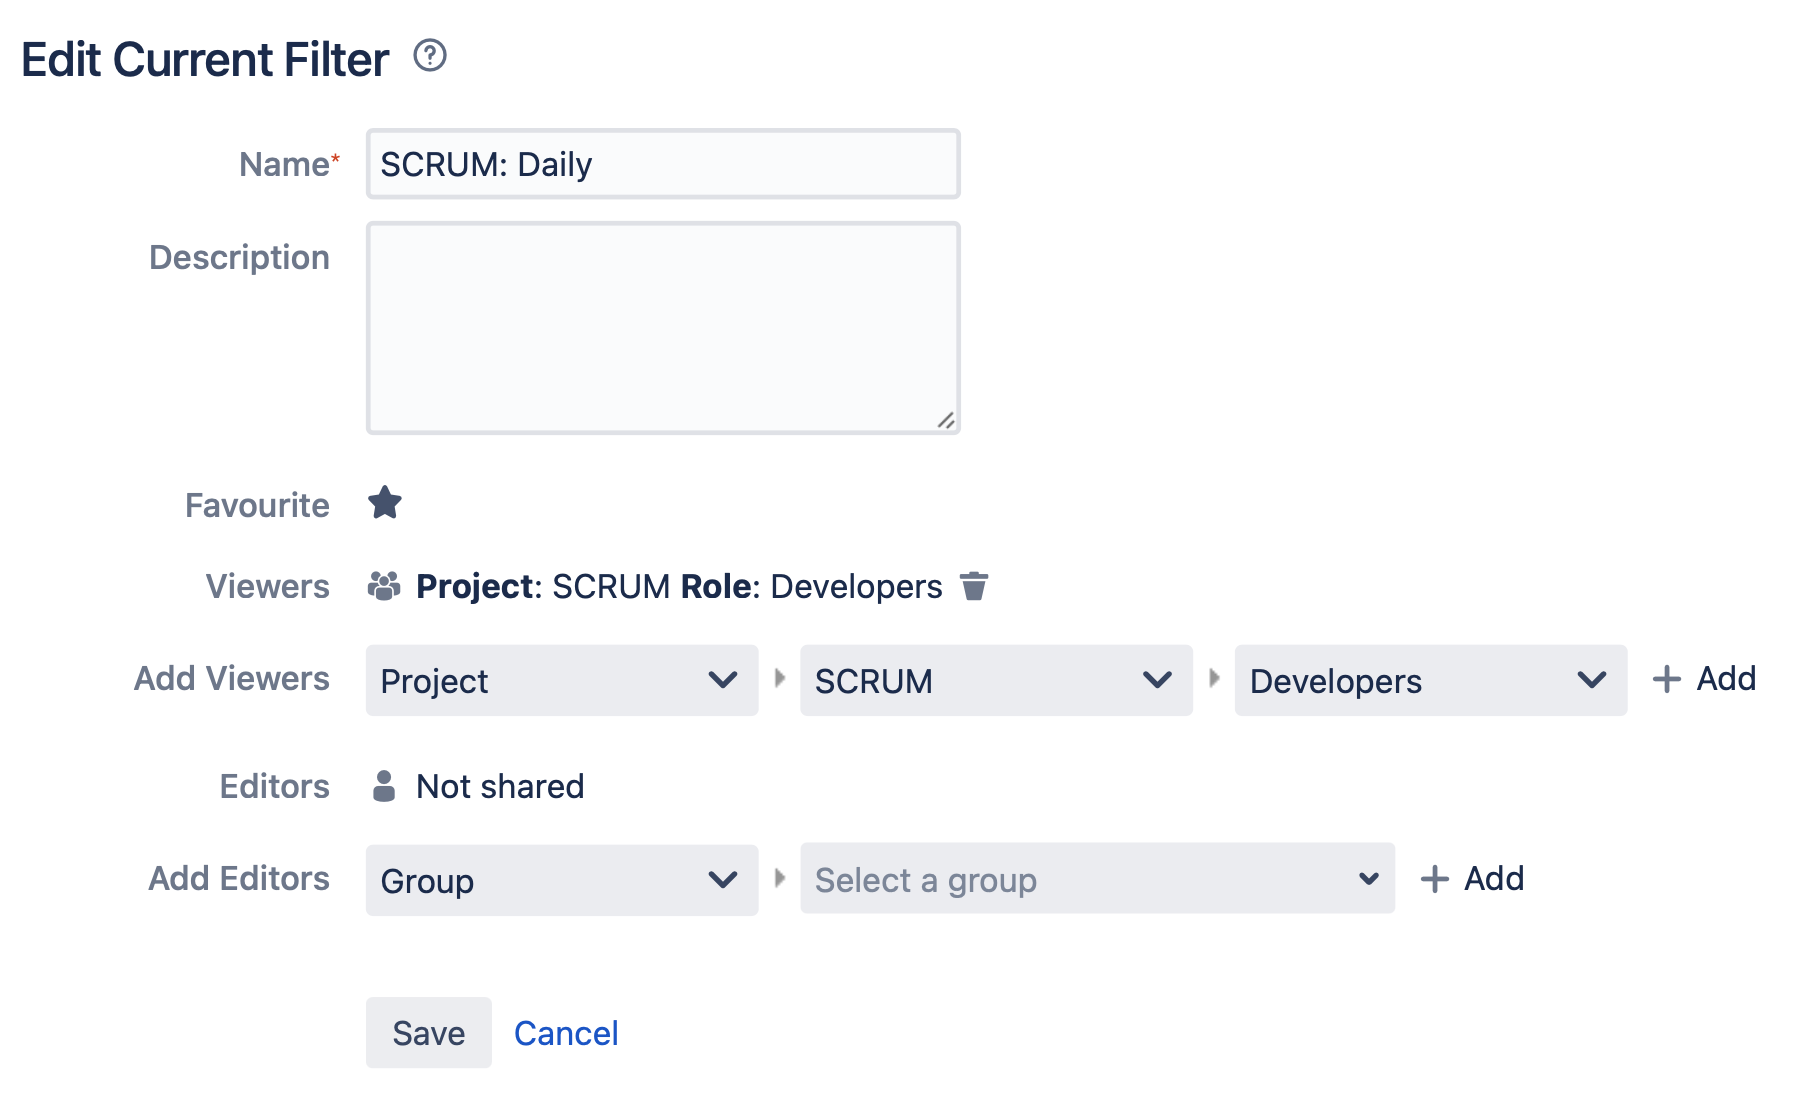 Edit Current Filter ?
Name* SCRUM: Daily
Description
Favourite
Viewers Project: SCRUM Role: Developers
Add Viewers Project SCRUM Developers + Add
Editors Not shared
Add Editors Group Select a group + Add
Save Cancel